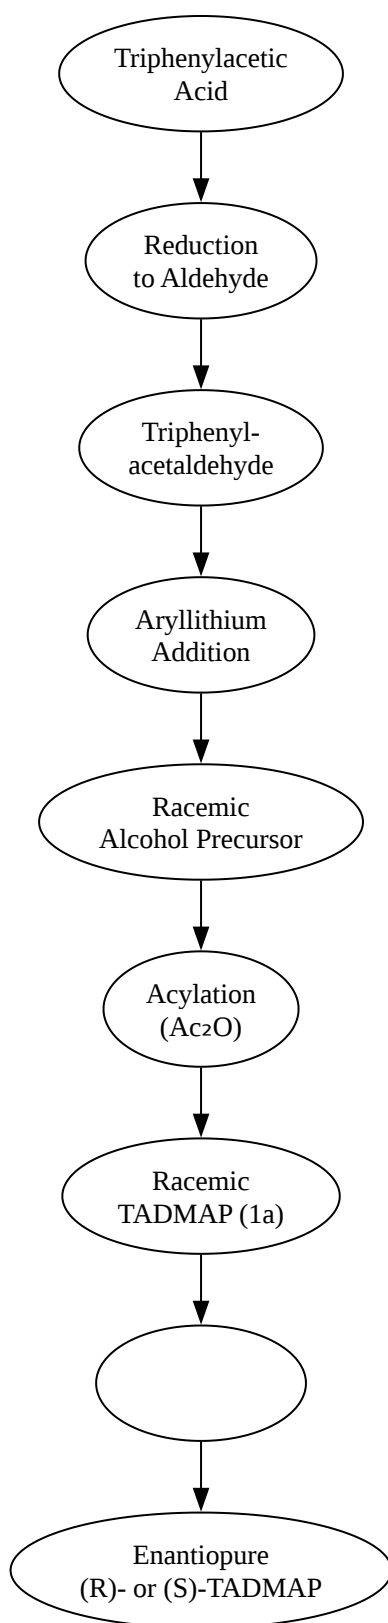 Triphenylacetic
Acid
Reduction
to Aldehyde
Triphenyl-
acetaldehyde
Aryllithium
Addition
Racemic
Alcohol Precursor
Acylation
(Ac₂O)
Racemic
TADMAP (1a)
Enantiopure
(R)- or (S)-TADMAP